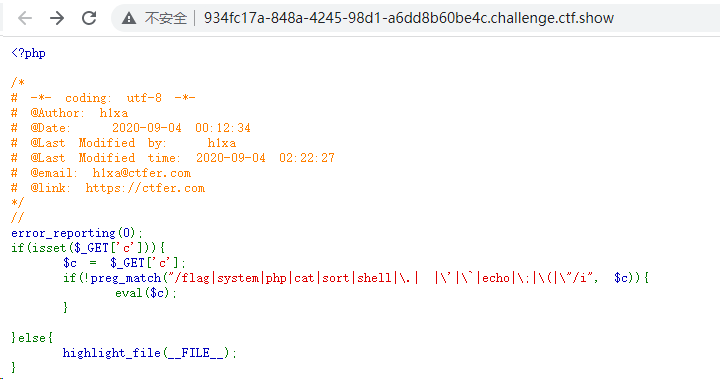 不安全 | 934fc17a-848a-4245-98d1-a6dd8b60be4c.challenge.ctf.show
<?php
/*
# -*- coding: utf-8 -*-
# @Author: h1xa
# @Date:   2020-09-04 00:12:34
# @Last Modified by:   h1xa
# @Last Modified time: 2020-09-04 02:22:27
# @email: h1xa@ctfer.com
# @link: https://ctfer.com
*/
//
error_reporting(0);
if(isset($_GET['c'])){
    $c = $_GET['c'];
    if(!preg_match("/flag|system|php|cat|sort|shell|\.| |\'|\`|echo|\;|\(|\"/i", $c)){
        eval($c);
    }
}else{
    highlight_file(__FILE__);
}